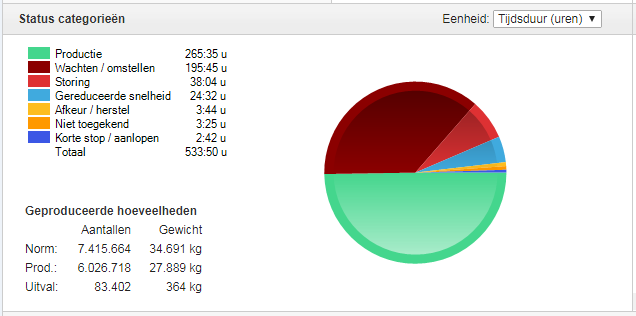 Status categorieën Eenheid: Tijdsduur (uren) ▼
Productie 265:35 u
Wachten / omstellen 195:45 u
Storing 38:04 u
Gereduceerde snelheid 24:32 u
Afkeur / herstel 3:44 u
Niet toegekend 3:25 u
Korte stop / aanlopen 2:42 u
Totaal 533:50 u
Geproduceerde hoeveelheden
Aantallen Gewicht
Norm: 7.415.664 34.691 kg
Prod.: 6.026.718 27.889 kg
Uitval: 83.402 364 kg